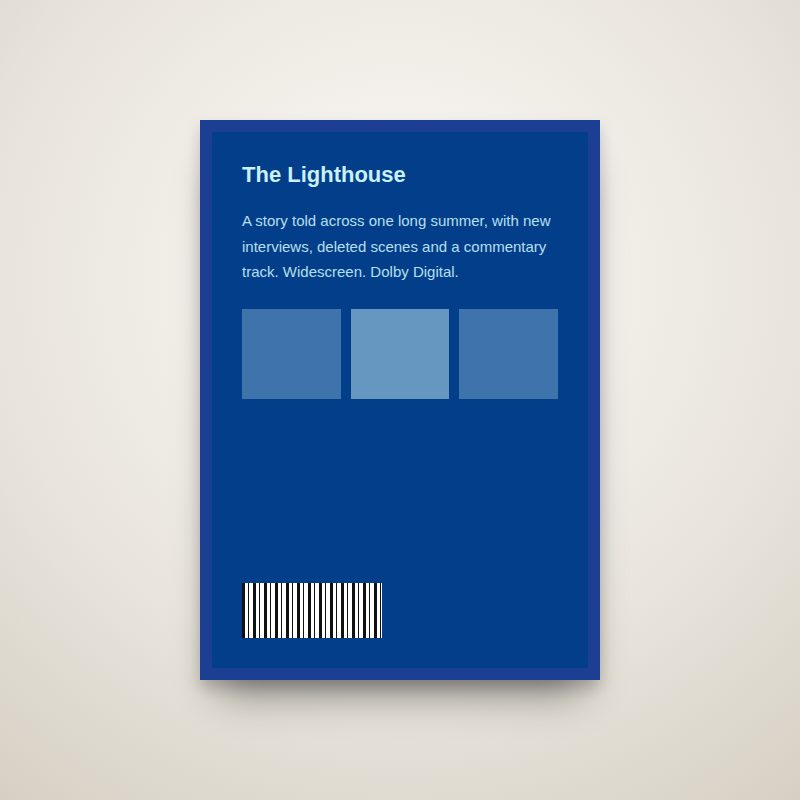 The Lighthouse
A story told across one long summer, with new
interviews, deleted scenes and a commentary
track. Widescreen. Dolby Digital.